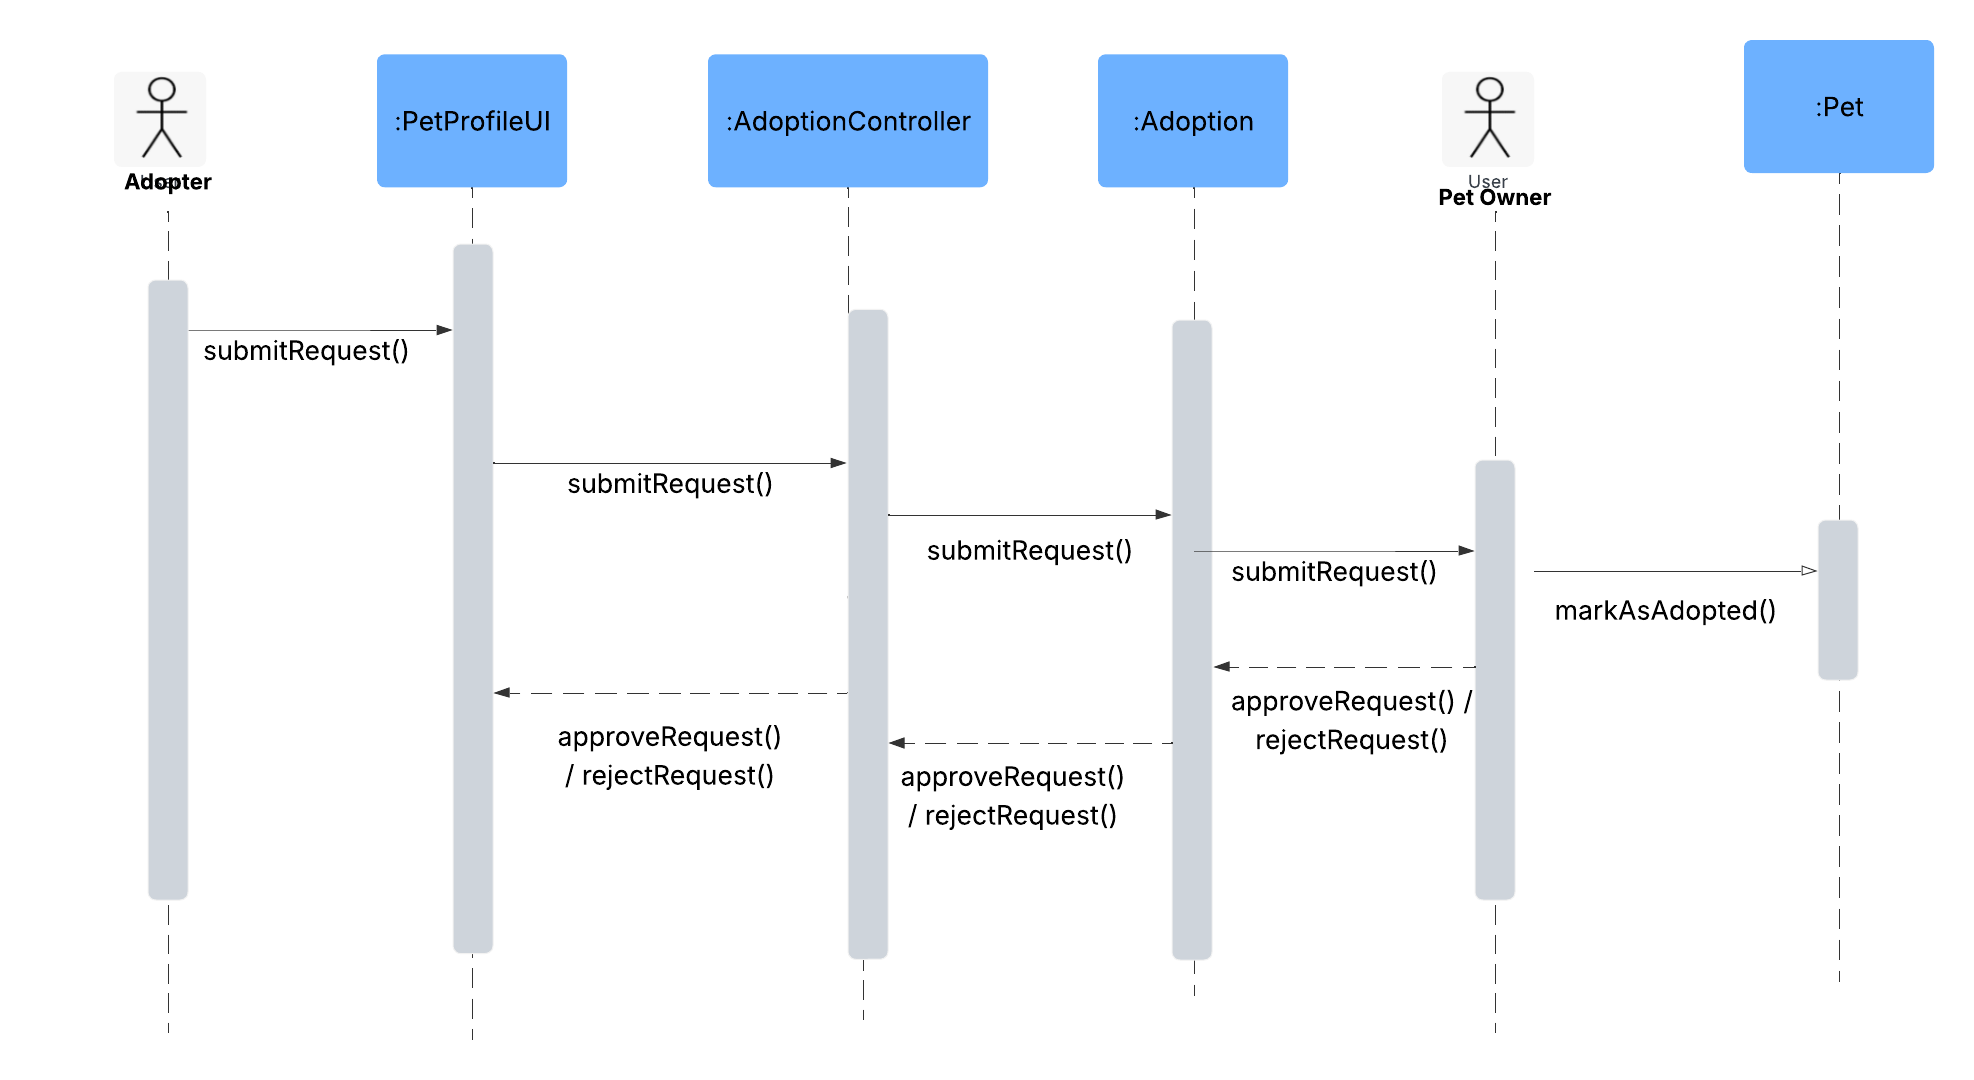 :PetProfileUI
:AdoptionController
:Adoption
:Pet
Adopter
User
Pet Owner
submitRequest()
submitRequest()
submitRequest()
submitRequest()
markAsAdopted()
approveRequest() /
rejectRequest()
approveRequest()
/ rejectRequest()
approveRequest()
/ rejectRequest()